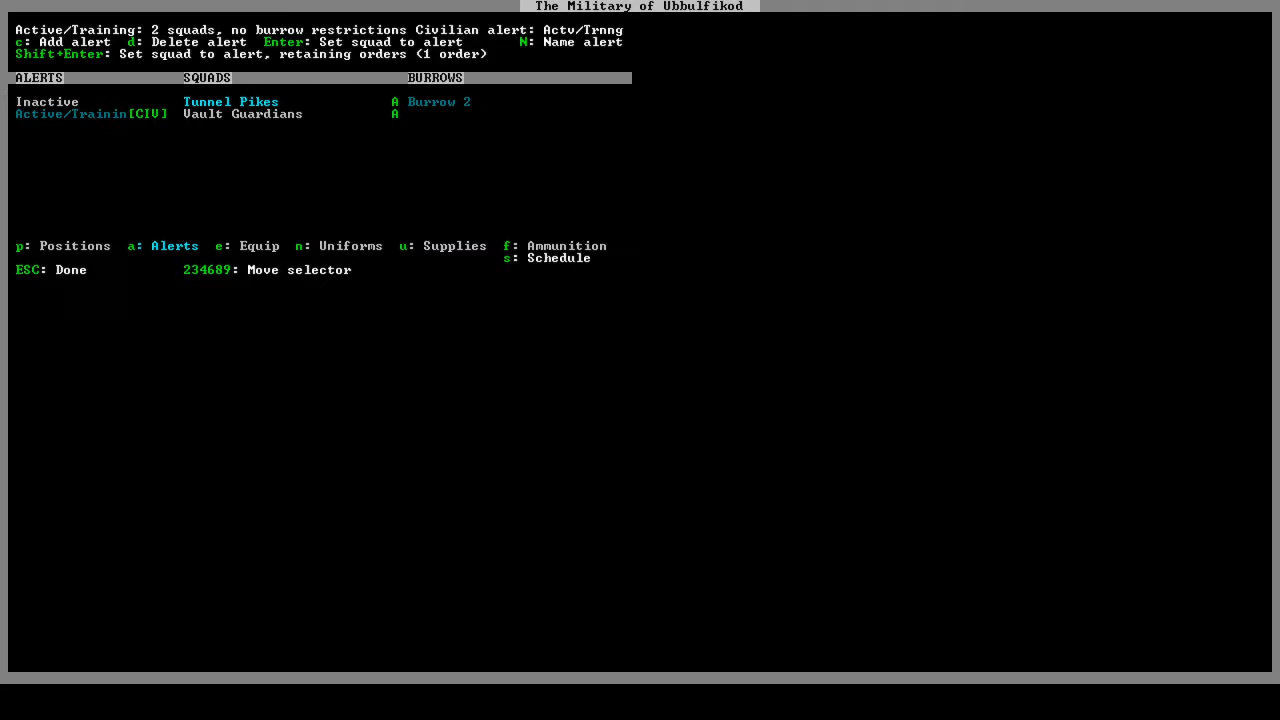 The Military of Ubbulfikod
Active/Training: 2 squads, no burrow restrictions Civilian alert: Actv/Trnng
c: Add alert d: Delete alert Enter: Set squad to alert N: Name alert
Shift+Enter: Set squad to alert, retaining orders (1 order)
ALERTS SQUADS BURROWS
Inactive Tunnel Pikes A Burrow 2
Active/Trainin[CIV] Vault Guardians A
p: Positions a: Alerts e: Equip n: Uniforms u: Supplies f: Ammunition
s: Schedule
ESC: Done 234689: Move selector